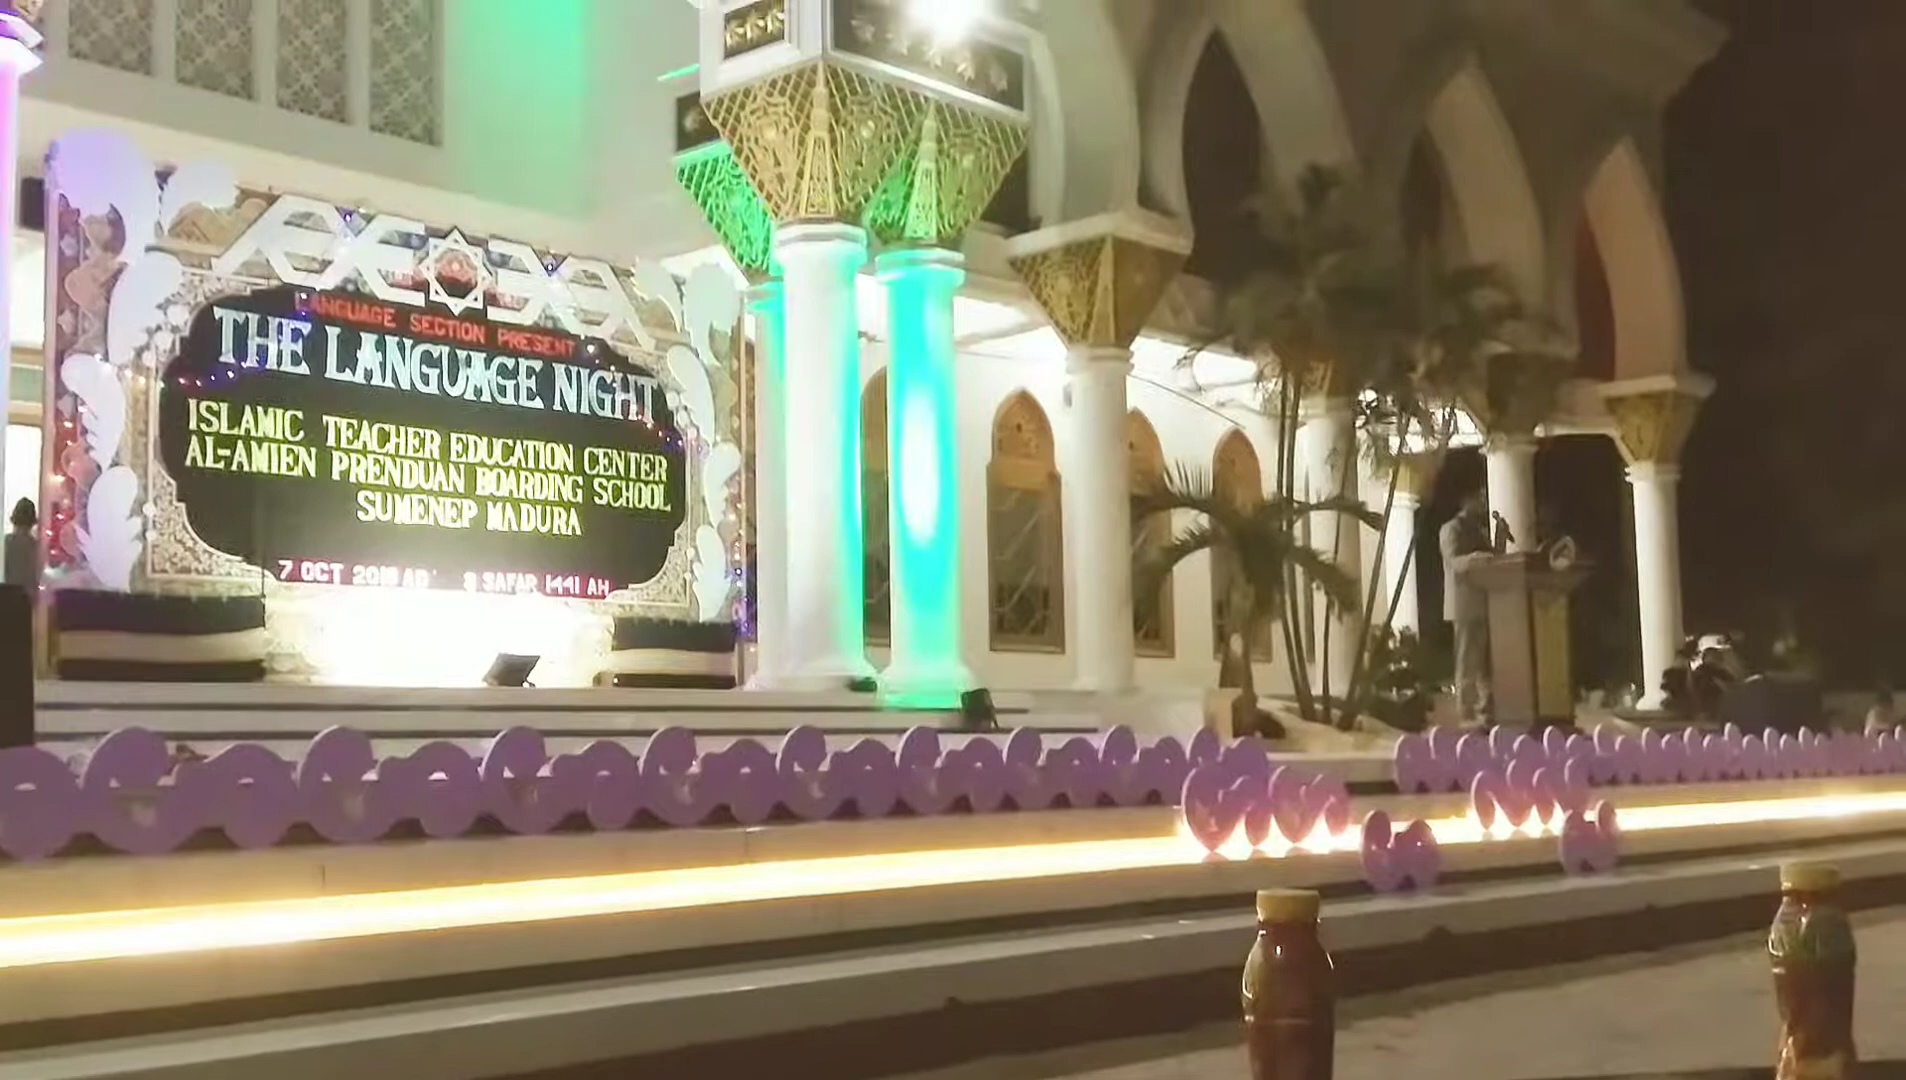 LANGUAGE SECTION PRESENT
THE LANGUAGE NIGHT
ISLAMIC TEACHER EDUCATION CENTER
AL-AMIEN PRENDUAN BOARDING SCHOOL
SUMENEP MADURA
7 OCT 2019 AD 8 SAFAR 1441 AH